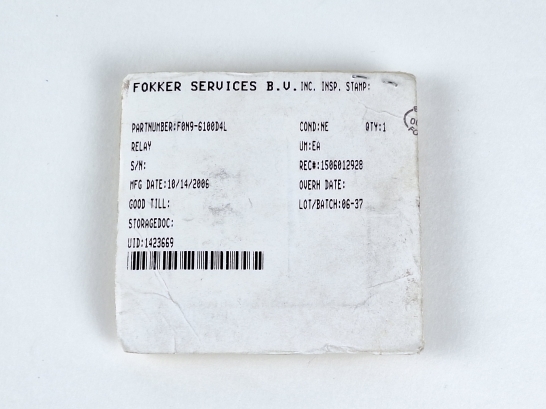 FOKKER SERVICES B.V. INC. INSP. STAMP:
PARTNUMBER:F0N9-6100D4L COND:NE QTY:1
RELAY UM:EA
S/N: REC#:1506012928
MFG DATE:10/14/2006 OVERH DATE:
GOOD TILL: LOT/BATCH:06-37
STORAGEDOC:
UID:1423669